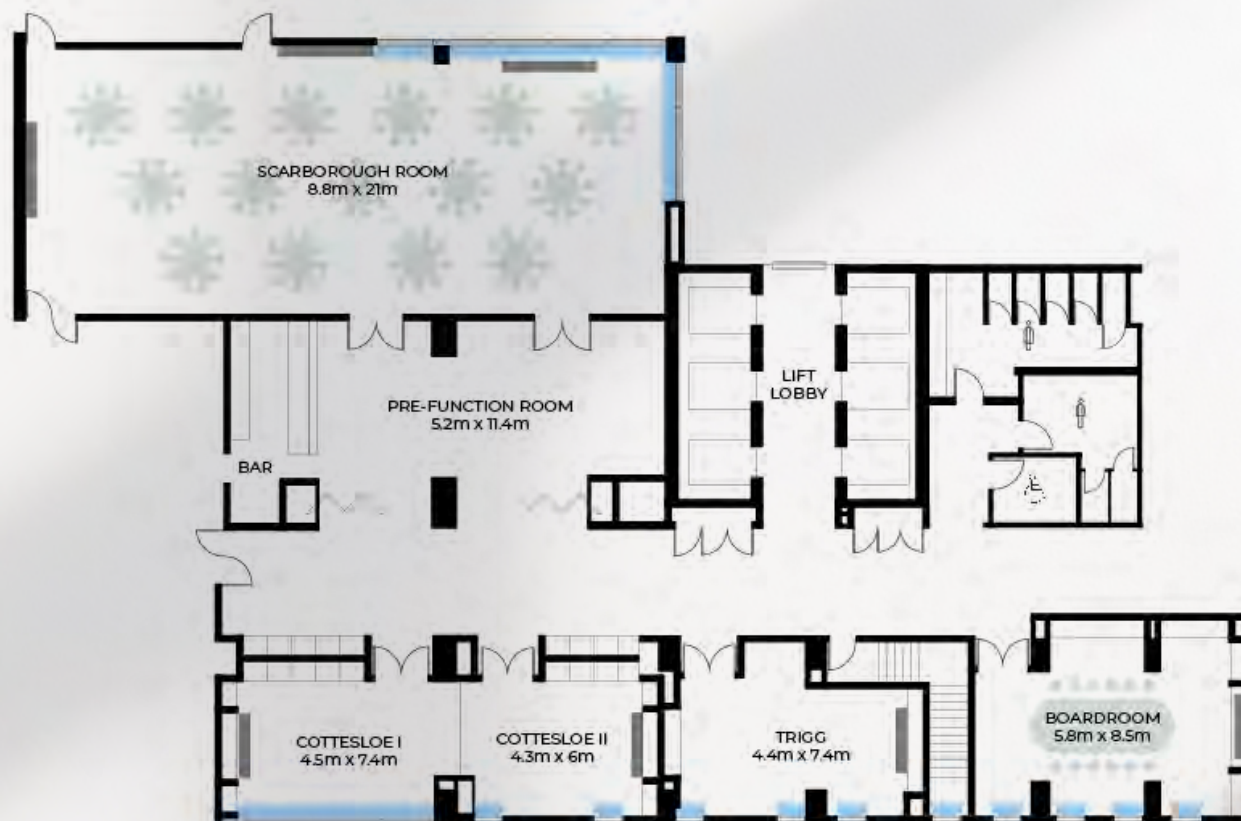 SCARBOROUGH ROOM
8.8m x 21m
PRE-FUNCTION ROOM
5.2m x 11.4m
BAR
LIFT
LOBBY
COTTESLOE I
4.5m x 7.4m
COTTESLOE II
4.3m x 6m
TRIGG
4.4m x 7.4m
BOARDROOM
5.8m x 8.5m